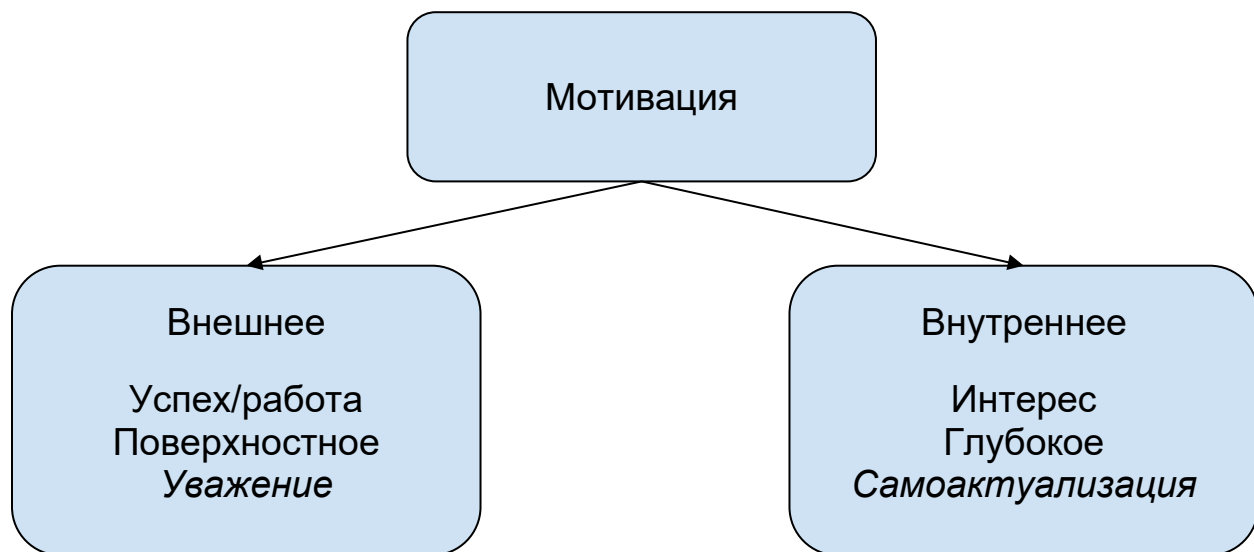 Мотивация
Внешнее
Успех/работа
Поверхностное
Уважение
Внутреннее
Интерес
Глубокое
Самоактуализация